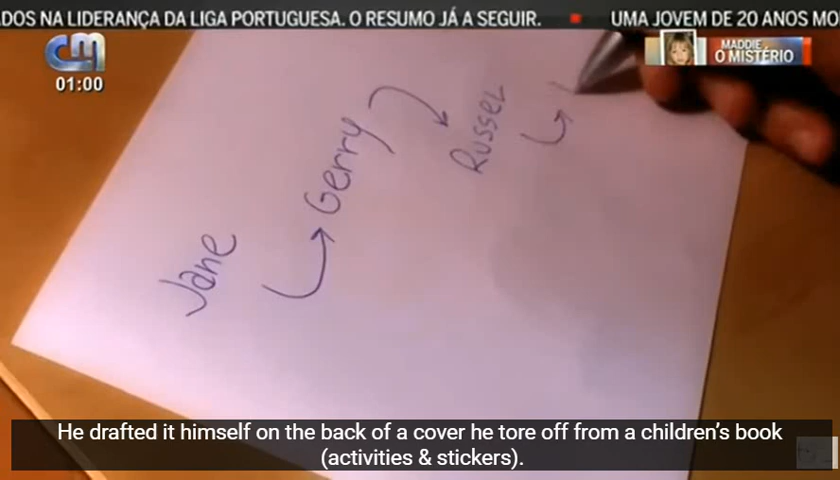 ADOS NA LIDERANÇA DA LIGA PORTUGUESA. O RESUMO JÁ A SEGUIR. ■ UMA JOVEM DE 20 ANOS MO
CM
01:00
MADDIE,
O MISTÉRIO
Jane
Gerry
Russel
He drafted it himself on the back of a cover he tore off from a children's book
(activities & stickers).